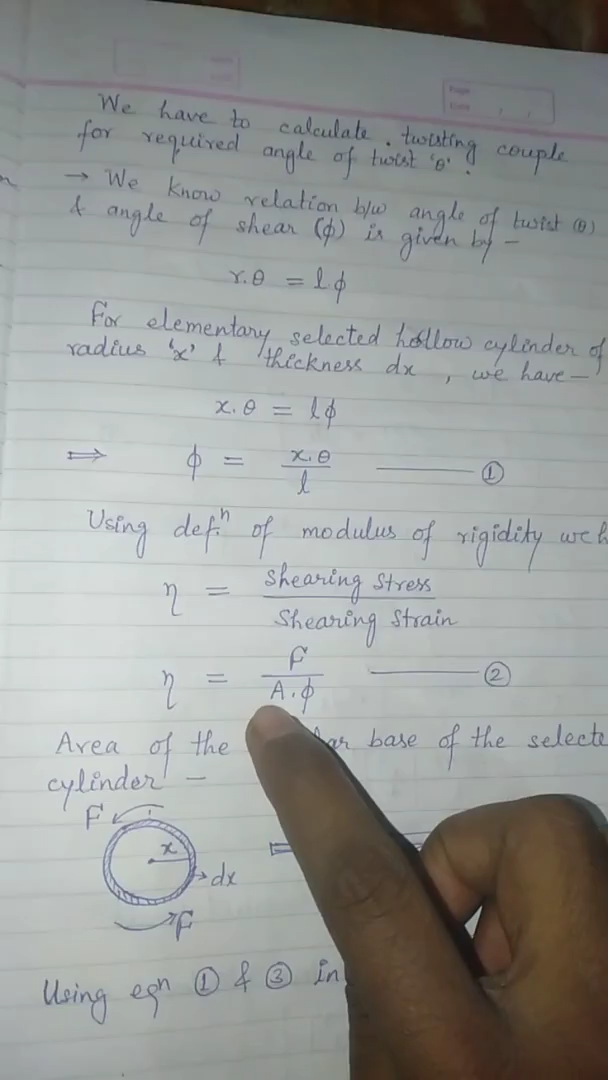 We have to calculate . twisting couple
for required angle of twist 'θ'.
→ We know relation b/w angle of twist (θ)
& angle of shear (ϕ) is given by -
r.θ = l.ϕ
For elementary selected hollow cylinder of
radius 'x' & thickness dx , we have -
x.θ = lϕ
⇒ ϕ = x.θ / l ——— ①
Using defⁿ of modulus of rigidity we h
η = Shearing Stress / Shearing Strain
η = F / A.ϕ ——— ②
Area of the base of the selecte
cylinder -
F
x
dx
F
Using eqⁿ ① & ③ in